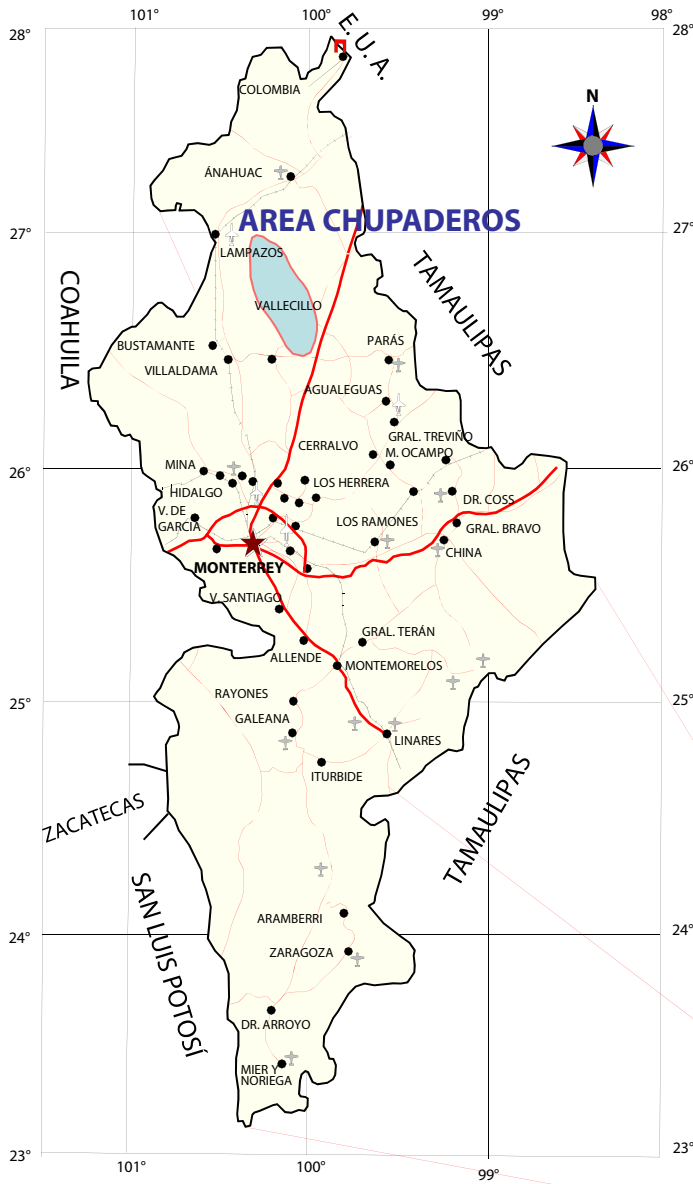 101°
100°
99°
98°
28°
28°
E. U. A.
COLOMBIA
N
ÁNAHUAC
AREA CHUPADEROS
27°
27°
LAMPAZOS
COAHUILA
TAMAULIPAS
VALLECILLO
BUSTAMANTE
PARÁS
VILLALDAMA
AGUALEGUAS
GRAL. TREVIÑO
CERRALVO
M. OCAMPO
26°
26°
MINA
HIDALGO
LOS HERRERA
DR. COSS
V. DE
GARCÍA
LOS RAMONES
GRAL. BRAVO
CHINA
MONTERREY
V. SANTIAGO
GRAL. TERÁN
ALLENDE
MONTEMORELOS
RAYONES
25°
25°
GALEANA
LINARES
ITURBIDE
ZACATECAS
TAMAULIPAS
SAN LUIS POTOSÍ
ARAMBERRI
24°
24°
ZARAGOZA
DR. ARROYO
MIER Y
NORIEGA
23°
23°
101°
100°
99°